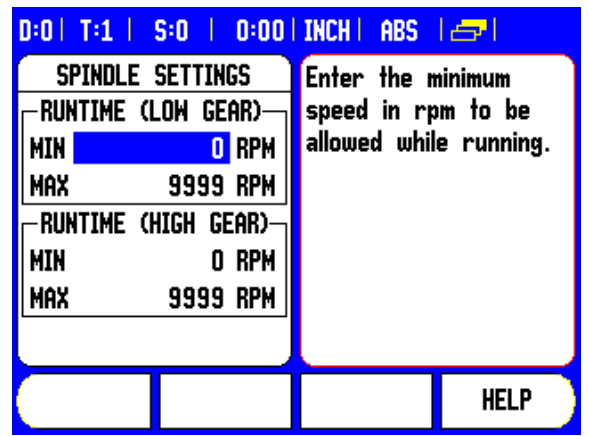 D:0| T:1 | S:0 | 0:00| INCH| ABS | |
SPINDLE SETTINGS
RUNTIME (LOW GEAR)
MIN 0 RPM
MAX 9999 RPM
RUNTIME (HIGH GEAR)
MIN 0 RPM
MAX 9999 RPM
Enter the minimum
speed in rpm to be
allowed while running.
HELP